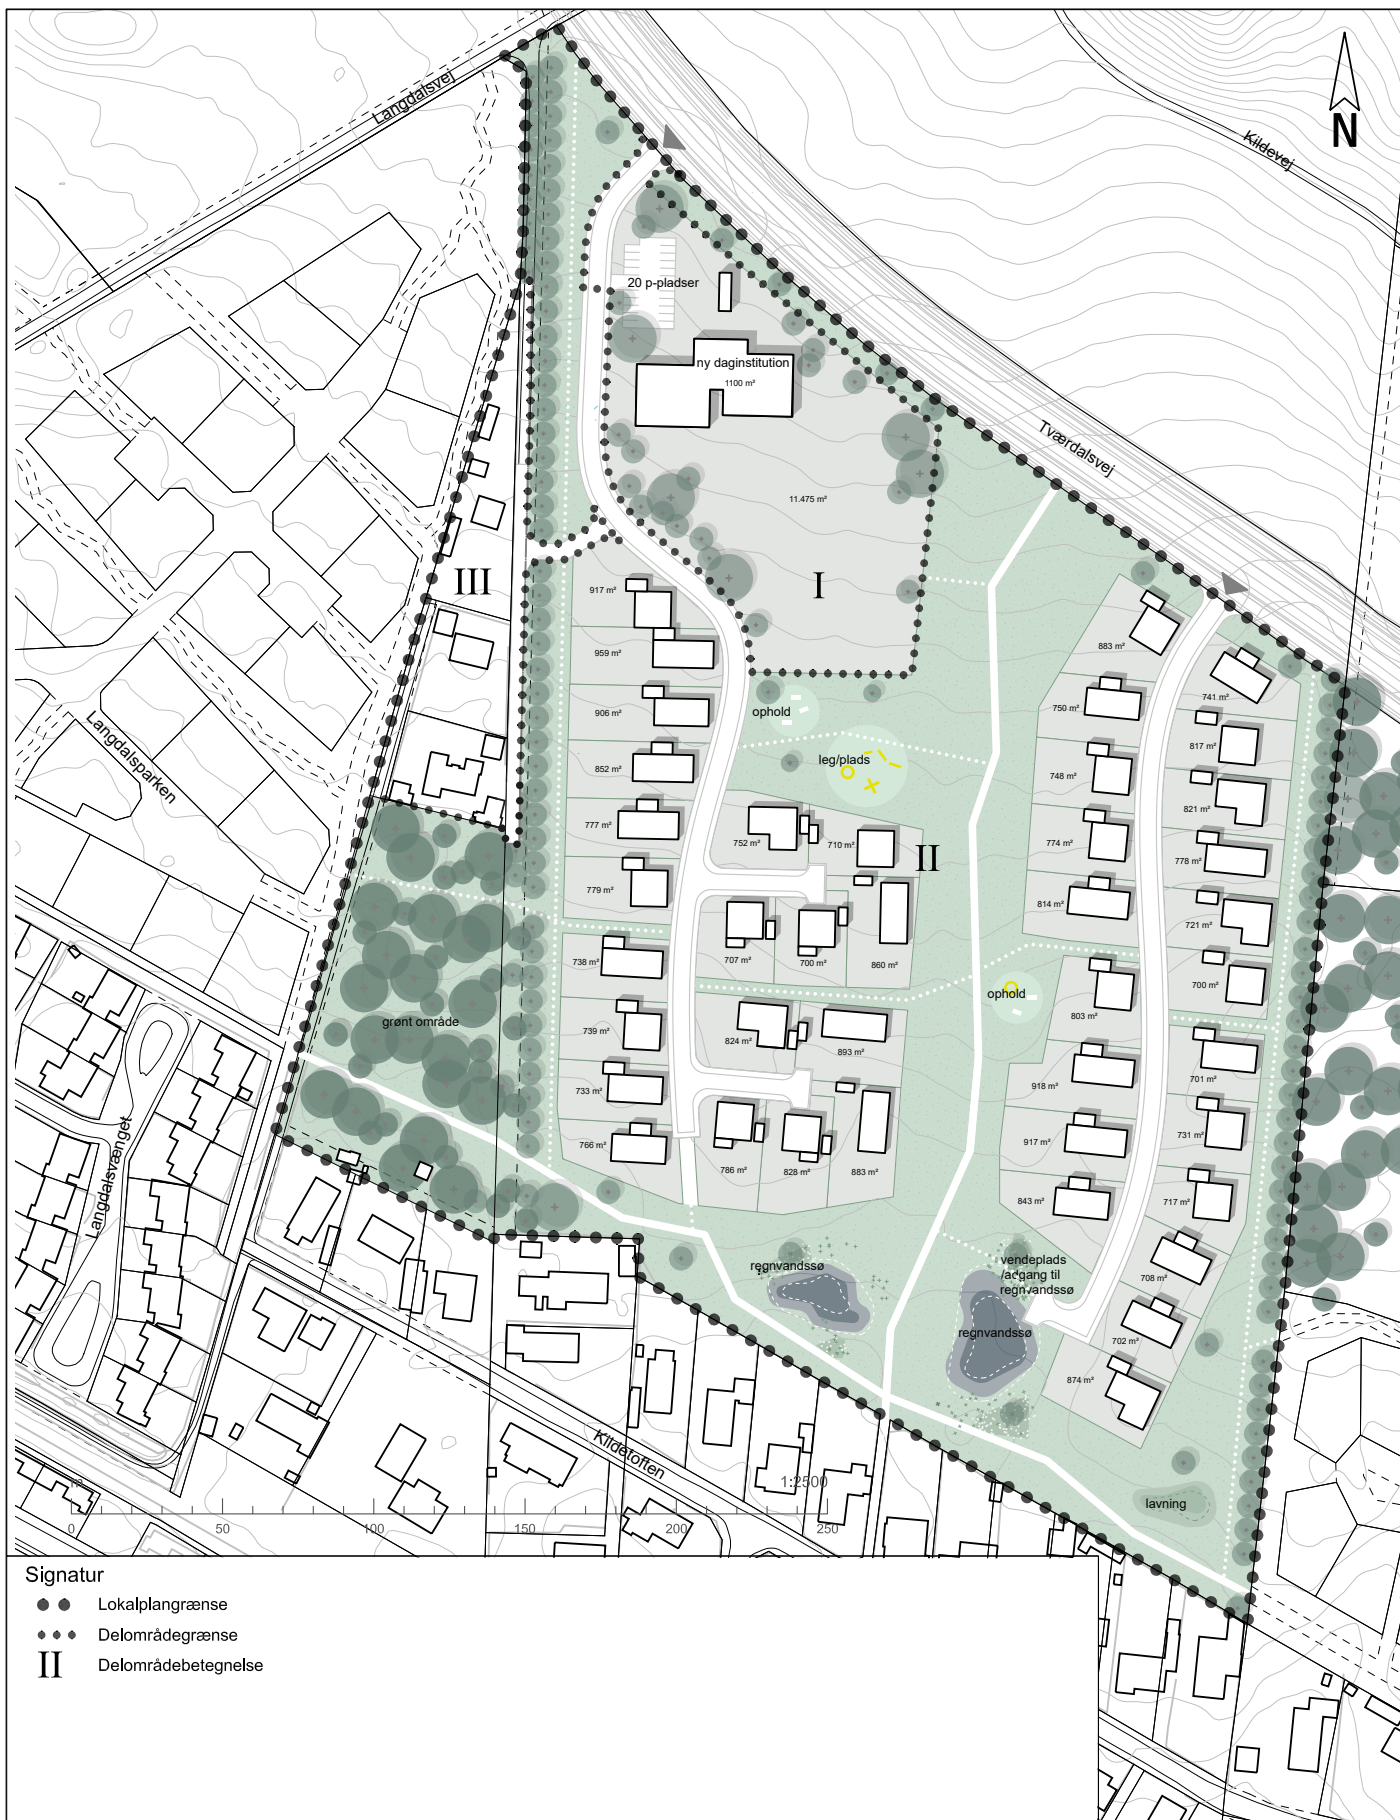 Langdalsvej
Kildevej
N
20 p-pladser
ny daginstitution
1100 m²
Tværdalsvej
11.475 m²
III
I
917 m²
959 m²
906 m²
852 m²
777 m²
779 m²
738 m²
739 m²
733 m²
766 m²
ophold
leg/plads
752 m²
710 m²
II
707 m²
700 m²
860 m²
824 m²
893 m²
786 m²
828 m²
883 m²
883 m²
750 m²
748 m²
774 m²
814 m²
ophold
803 m²
918 m²
917 m²
843 m²
741 m²
817 m²
821 m²
778 m²
721 m²
700 m²
701 m²
731 m²
717 m²
708 m²
702 m²
874 m²
Langdalsparken
grønt område
Langdalsvænget
regnvandssø
vendeplads
/adgang til
regnvandssø
regnvandssø
lavning
Kildetoften
m
1:2500
0 50 100 150 200 250
Signatur
Lokalplangrænse
Delområdegrænse
II Delområdebetegnelse